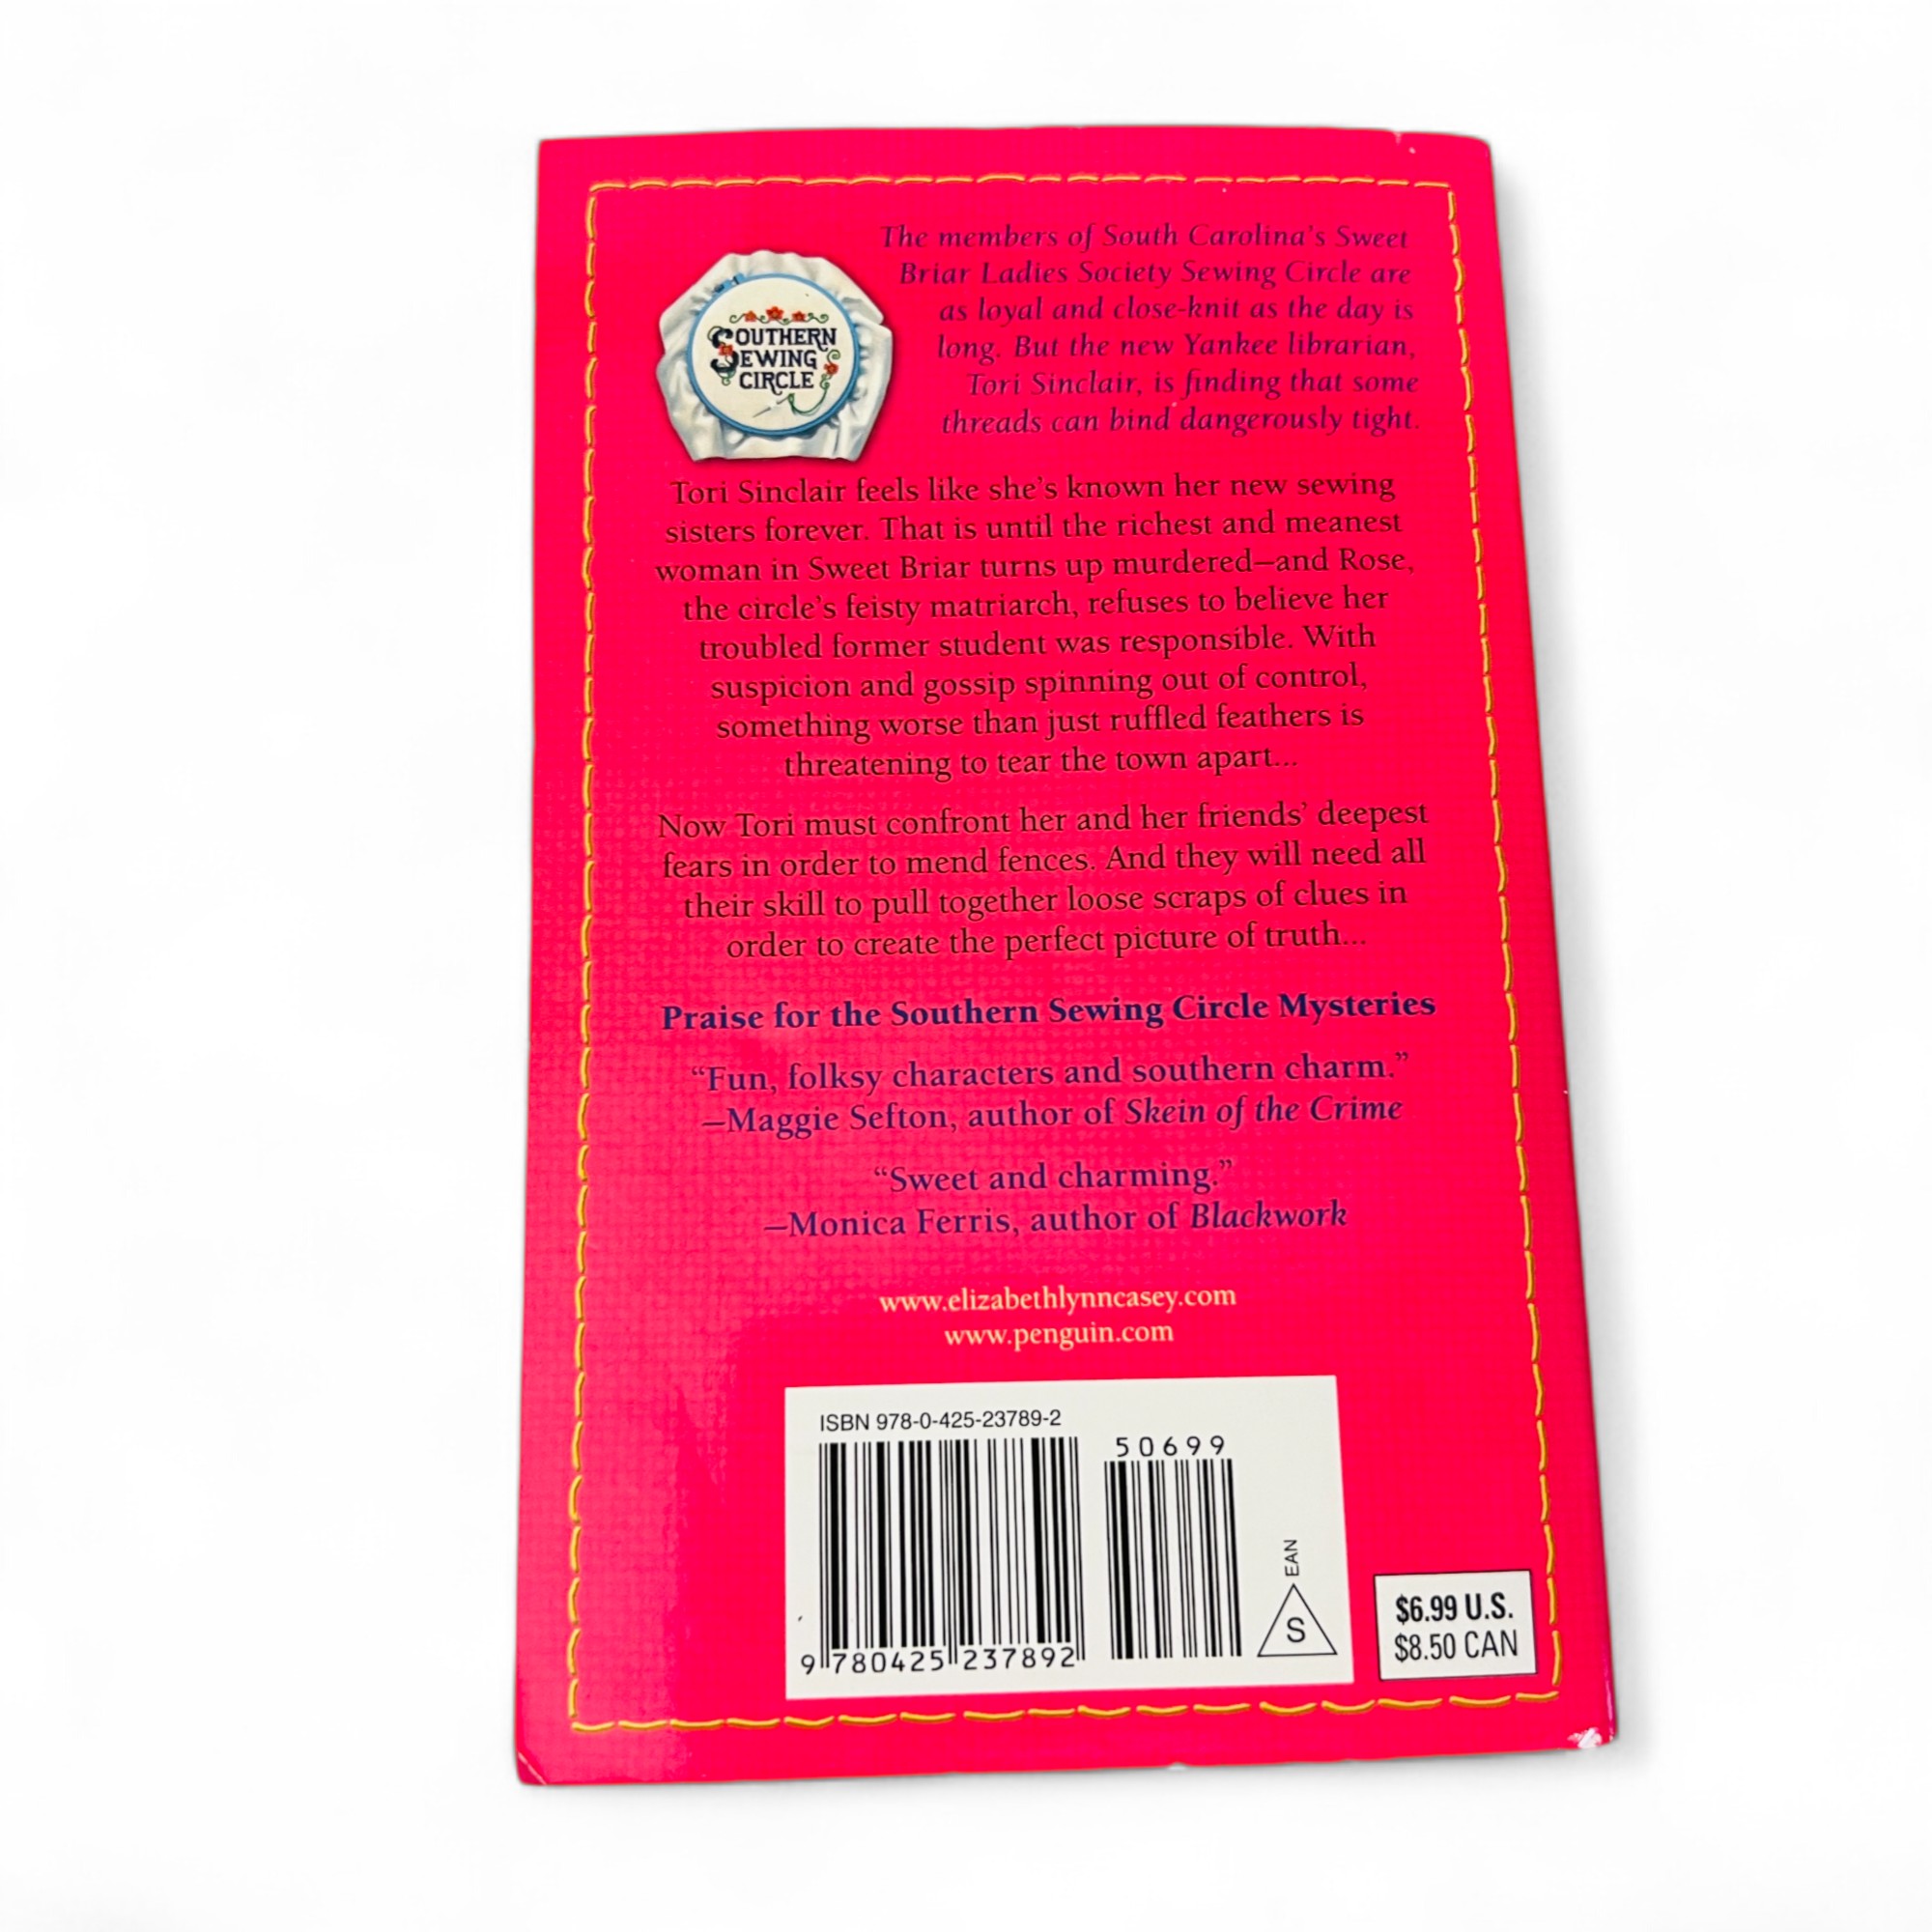 The members of South Carolina's Sweet
Briar Ladies Society Sewing Circle are
as loyal and close-knit as the day is
long. But the new Yankee librarian,
Tori Sinclair, is finding that some
threads can bind dangerously tight.
SOUTHERN
SEWING
CIRCLE
Tori Sinclair feels like she's known her new sewing
sisters forever. That is until the richest and meanest
woman in Sweet Briar turns up murdered—and Rose,
the circle's feisty matriarch, refuses to believe her
troubled former student was responsible. With
suspicion and gossip spinning out of control,
something worse than just ruffled feathers is
threatening to tear the town apart...
Now Tori must confront her and her friends' deepest
fears in order to mend fences. And they will need all
their skill to pull together loose scraps of clues in
order to create the perfect picture of truth...
Praise for the Southern Sewing Circle Mysteries
“Fun, folksy characters and southern charm.”
—Maggie Sefton, author of Skein of the Crime
“Sweet and charming.”
—Monica Ferris, author of Blackwork
www.elizabethlynncasey.com
www.penguin.com
ISBN 978-0-425-23789-2
50699
9 780425 237892
EAN
S
$6.99 U.S.
$8.50 CAN